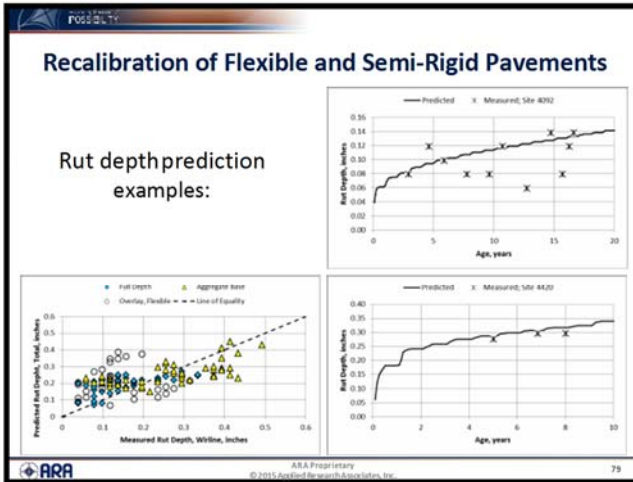 POSSIBILITY
Recalibration of Flexible and Semi-Rigid Pavements
Rut depth prediction
examples:
Predicted
Measured; Site 4092
Rut Depth, inches
0.16
0.14
0.12
0.10
0.08
0.06
0.04
0.02
0.00
0
5
10
15
20
Age, years
Full Depth
Aggregate Base
Overlay, Flexible
Line of Equality
Predicted Rut Depht, Total, inches
0.6
0.5
0.4
0.3
0.2
0.1
0
0
0.1
0.2
0.3
0.4
0.5
0.6
Measured Rut Depth, Wirline, inches
Predicted
Measured; Site 4420
Rut Depth, inches
0.40
0.35
0.30
0.25
0.20
0.15
0.10
0.05
0.00
0
2
4
6
8
10
Age, years
ARA
ARA Proprietary
© 2015 Applied Research Associates, Inc.
79